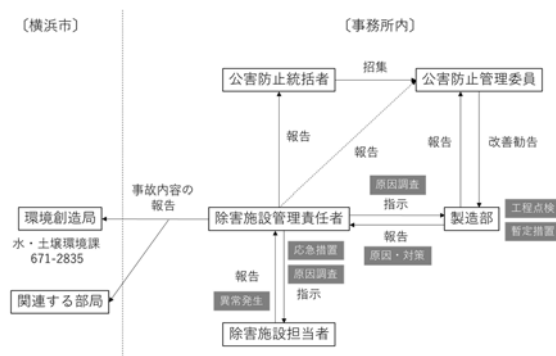 〔横浜市〕
〔事務所内〕
公害防止統括者
招集
公害防止管理委員
報告
報告
報告
改善勧告
事故内容の
報告
原因調査
指示
環境創造局
除害施設管理責任者
製造部
工程点検
暫定措置
水・土壌環境課
671-2835
報告
原因・対策
応急措置
原因調査
指示
報告
異常発生
関連する部局
除害施設担当者